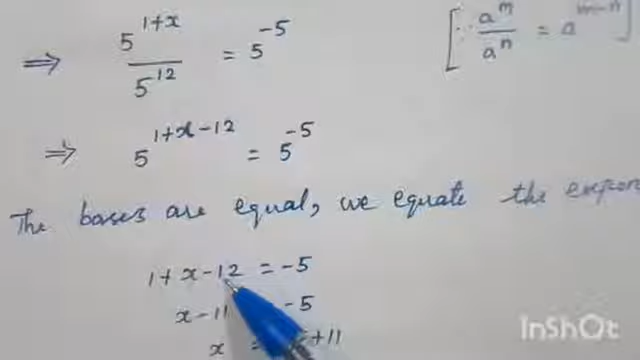 ⇒ 5^(1+x) / 5^12 = 5^-5 [∵ a^m / a^n = a^(m-n)]
⇒ 5^(1+x-12) = 5^-5
The bases are equal, we equate the expon
1 + x - 12 = -5
x - 11 -5
x = +11
InShOt